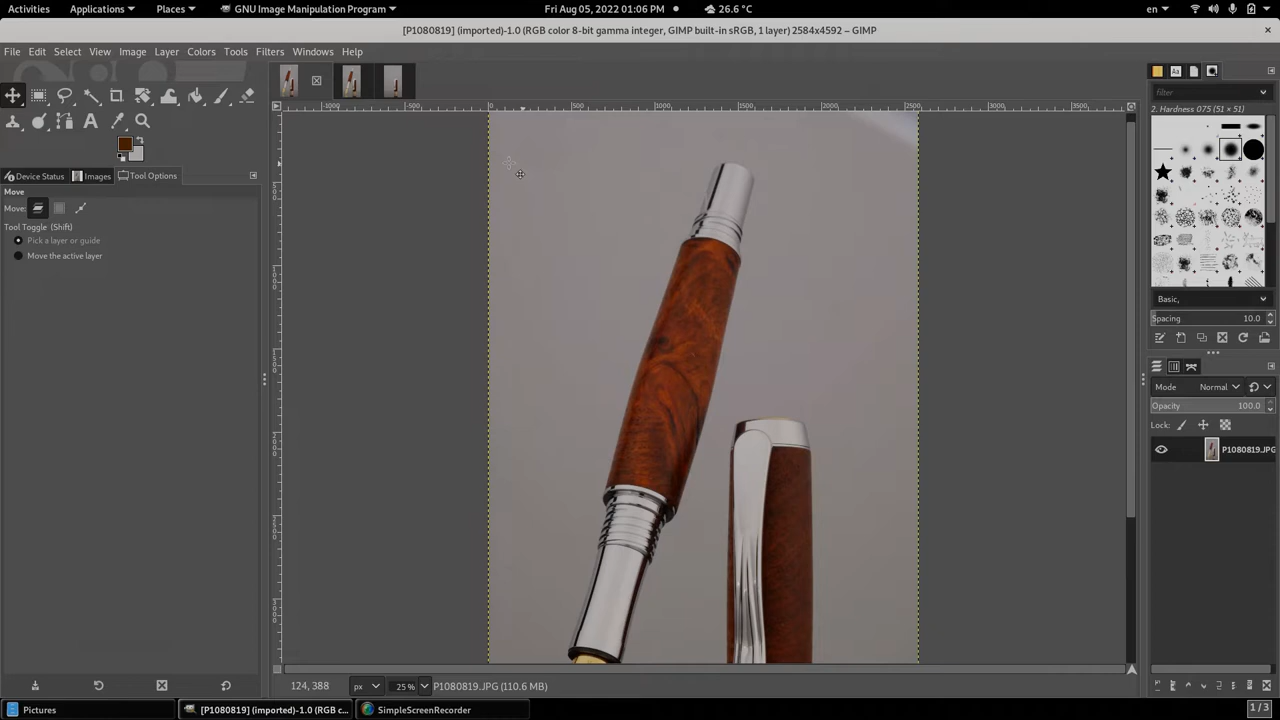 Activities Applications Places GNU Image Manipulation Program Fri Aug 05, 2022 01:06 PM 26.6 °C en
[P1080819] (imported)-1.0 (RGB color 8-bit gamma integer, GIMP built-in sRGB, 1 layer) 2584x4592 – GIMP
File Edit Select View Image Layer Colors Tools Filters Windows Help
filter
2. Hardness 075 (51 × 51)
Device Status Images Tool Options
Move
Move:
Tool Toggle (Shift)
Pick a layer or guide
Move the active layer
Basic,
Spacing 10.0
Mode Normal
Opacity 100.0
Lock:
P1080819.JPG
124, 388 px 25 % P1080819.JPG (110.6 MB)
Pictures [P1080819] (imported)-1.0 (RGB c... SimpleScreenRecorder 1 / 3